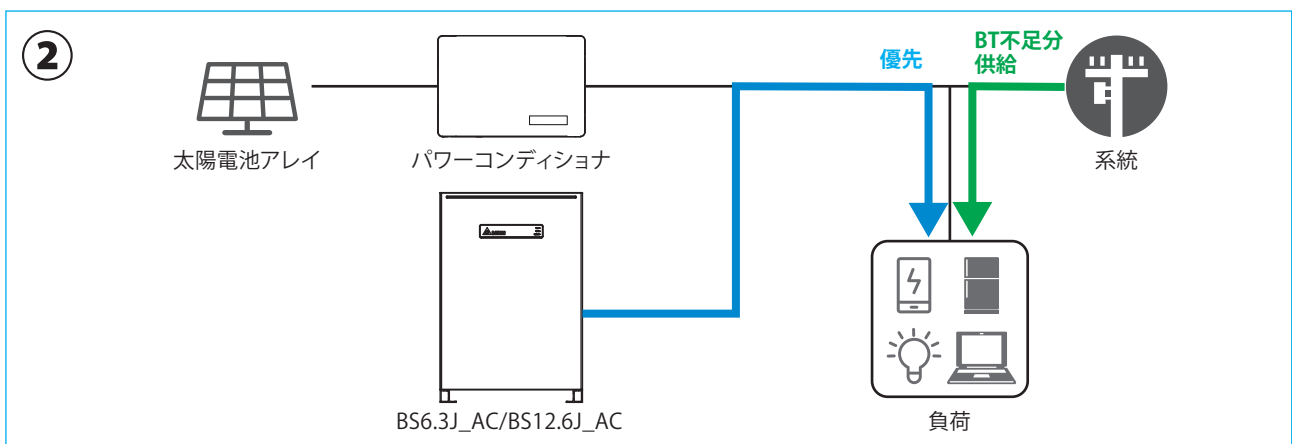 ②
優先
BT不足分
供給
太陽電池アレイ
パワーコンディショナ
系統
BS6.3J_AC/BS12.6J_AC
負荷